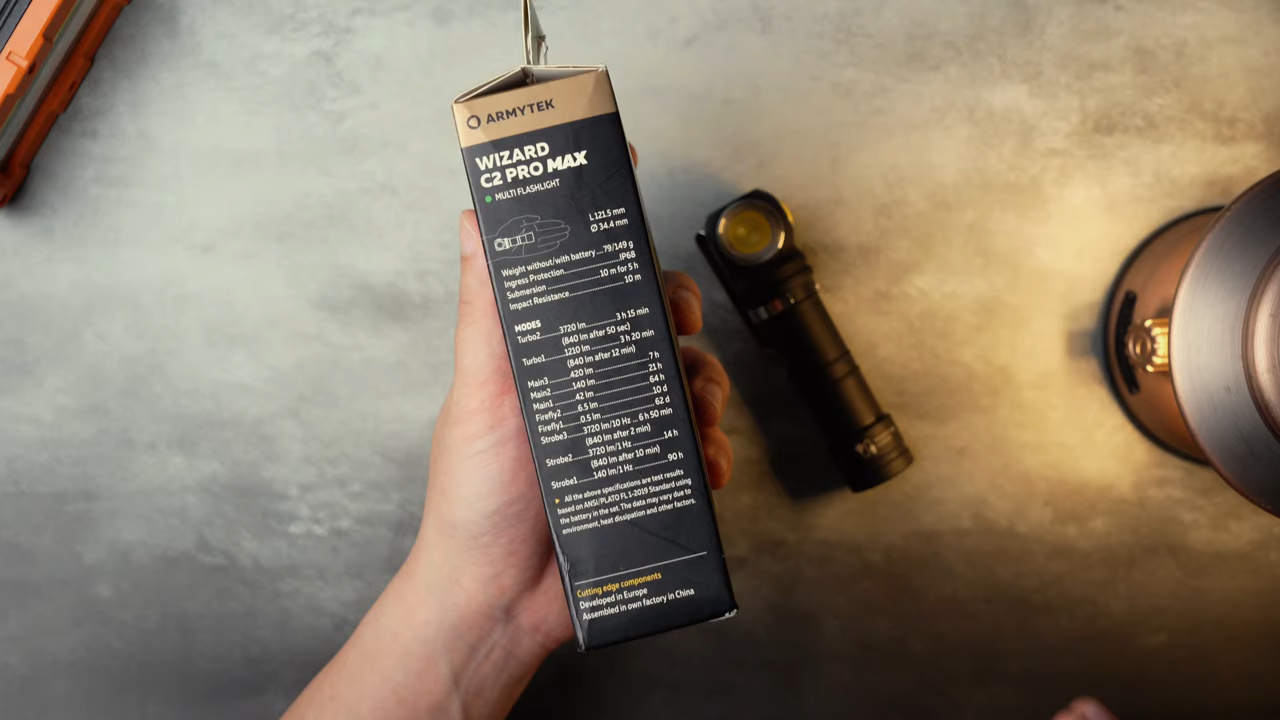 ARMYTEK
WIZARD
C2 PRO MAX
MULTI FLASHLIGHT
L 121.5 mm
Ø 34.4 mm
Weight without/with battery ....79/149 g
Ingress Protection........................IP68
Submersion .....................10 m for 5 h
Impact Resistance........................10 m
MODES
Turbo2.........3720 lm..............3 h 15 min
(840 lm after 50 sec)
Turbo1.........1210 lm..............3 h 20 min
(840 lm after 12 min)
Main3..........420 lm.............................7 h
Main2..........140 lm............................21 h
Main1..........42 lm.............................64 h
Firefly2.......6.5 lm.............................10 d
Firefly1.......0.5 lm.............................62 d
Strobe3.......3720 lm/10 Hz ...6 h 50 min
(840 lm after 2 min)
Strobe2.......3720 lm/1 Hz ..............14 h
(840 lm after 10 min)
Strobe1.......140 lm/1 Hz ................90 h
▸ All the above specifications are test results
based on ANSI/PLATO FL 1-2019 Standard using
the battery in the set. The data may vary due to
environment, heat dissipation and other factors.
Cutting edge components
Developed in Europe
Assembled in own factory in China